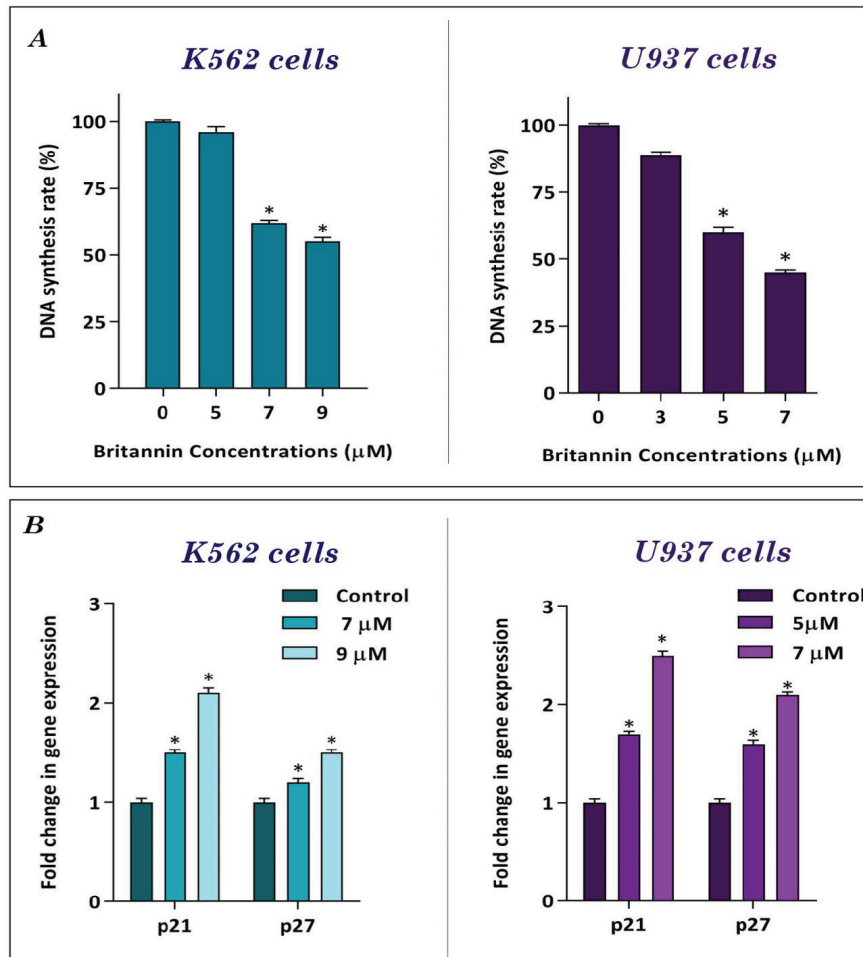 A
K562 cells
DNA synthesis rate (%)
100
75
50
25
0
*
*
0 5 7 9
Britannin Concentrations (μM)
U937 cells
DNA synthesis rate (%)
100
75
50
25
0
*
*
0 3 5 7
Britannin Concentrations (μM)
B
K562 cells
Fold change in gene expression
3
2
1
0
Control
7 μM
9 μM
*
*
*
*
p21 p27
U937 cells
Fold change in gene expression
3
2
1
0
Control
5μM
7 μM
*
*
*
*
p21 p27